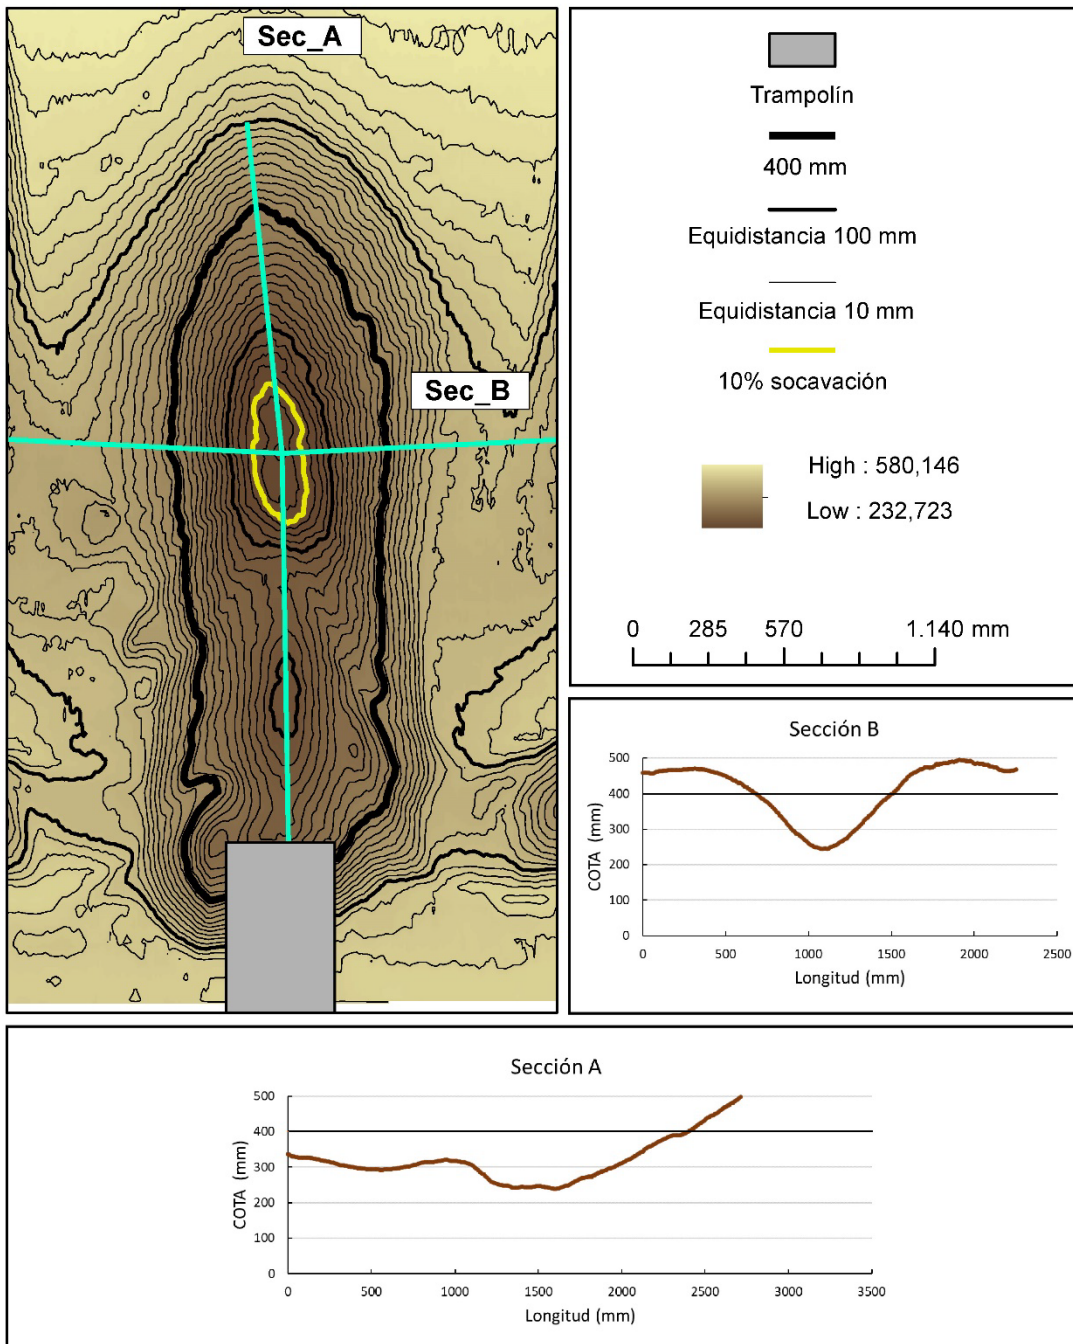 Sec_A
Sec_B
Trampolín
400 mm
Equidistancia 100 mm
Equidistancia 10 mm
10% socavación
High : 580,146
Low : 232,723
0 285 570 1.140 mm
Sección B
500
400
300
200
100
0
COTA (mm)
0 500 1000 1500 2000 2500
Longitud (mm)
Sección A
500
400
300
200
100
0
COTA (mm)
0 500 1000 1500 2000 2500 3000 3500
Longitud (mm)